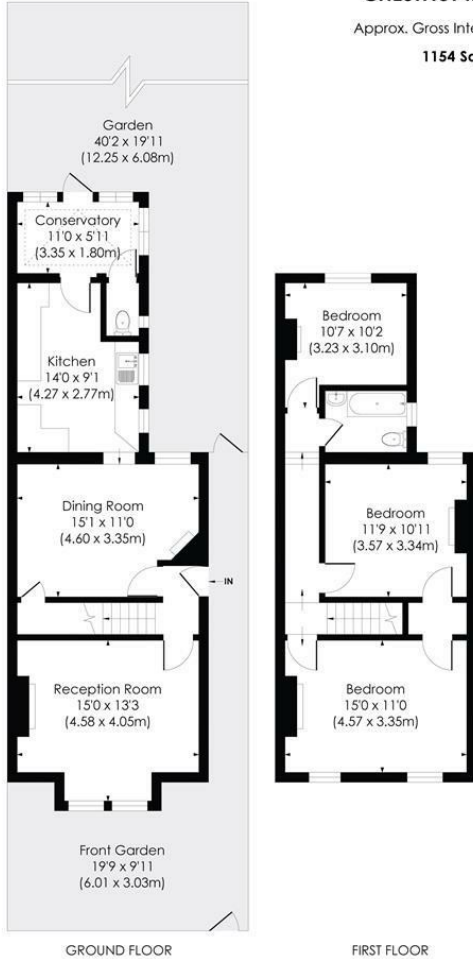 Approx. Gross
1154
Garden
40'2 x 19'11
(12.25 x 6.08m)
Conservatory
11'0 x 5'11
(3.35 x 1.80m)
Kitchen
14'0 x 9'1
(4.27 x 2.77m)
Dining Room
15'1 x 11'0
(4.60 x 3.35m)
IN
Reception Room
15'0 x 13'3
(4.58 x 4.05m)
Front Garden
19'9 x 9'11
(6.01 x 3.03m)
GROUND FLOOR
Bedroom
10'7 x 10'2
(3.23 x 3.10m)
Bedroom
11'9 x 10'11
(3.57 x 3.34m)
Bedroom
15'0 x 11'0
(4.57 x 3.35m)
FIRST FLOOR